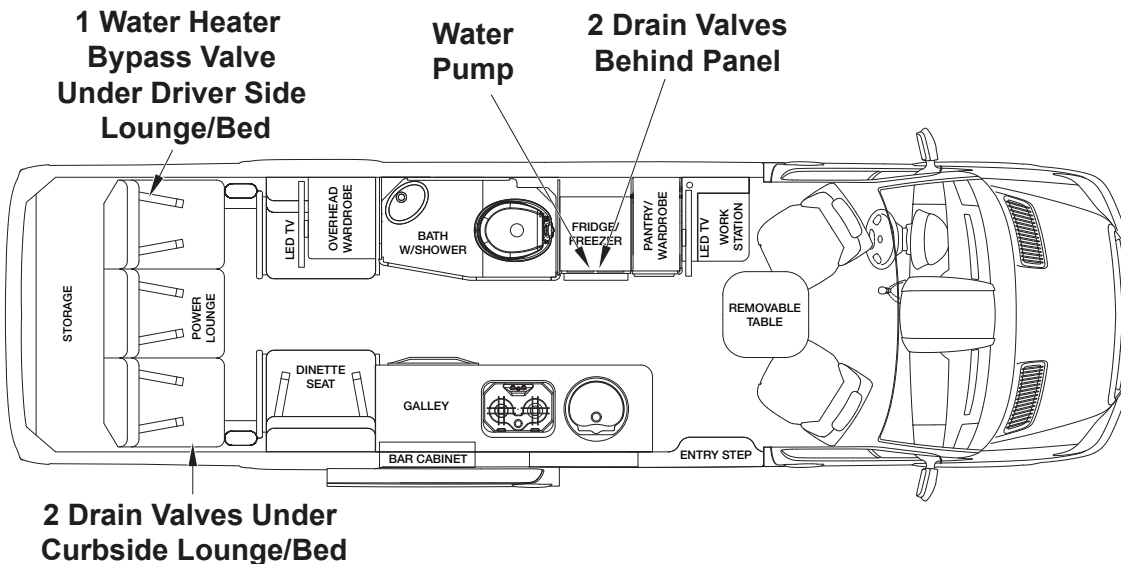 1 Water Heater
Bypass Valve
Under Driver Side
Lounge/Bed
Water
Pump
2 Drain Valves
Behind Panel
STORAGE
POWER
LOUNGE
LED TV
OVERHEAD
WARDROBE
BATH
W/SHOWER
FRIDGE/
FREEZER
PANTRY/
WARDROBE
LED TV
WORK
STATION
REMOVABLE
TABLE
DINETTE
SEAT
GALLEY
BAR CABINET
ENTRY STEP
2 Drain Valves Under
Curbside Lounge/Bed